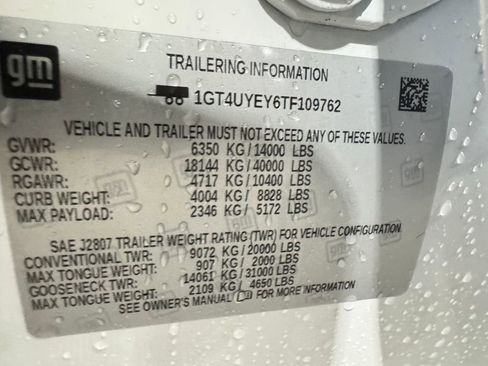 gm
TRAILERING INFORMATION
1GT4UYEY6TF109762
VEHICLE AND TRAILER MUST NOT EXCEED ANY OF THESE VALUES.
GVWR: 6350 KG/14000 LBS
GCWR: 18144 KG/40000 LBS
RGAWR: 4717 KG/10400 LBS
CURB WEIGHT: 4004 KG/ 8828 LBS
MAX PAYLOAD: 2346 KG/ 5172 LBS
SAE J2807 TRAILER WEIGHT RATING (TWR) FOR VEHICLE CONFIGURATION.
CONVENTIONAL TWR: 9072 KG/20000 LBS
MAX TONGUE WEIGHT: 907 KG/ 2000 LBS
GOOSENECK TWR: 14061 KG/31000 LBS
MAX TONGUE WEIGHT: 2109 KG/ 4650 LBS
SEE OWNER'S MANUAL FOR MORE INFORMATION